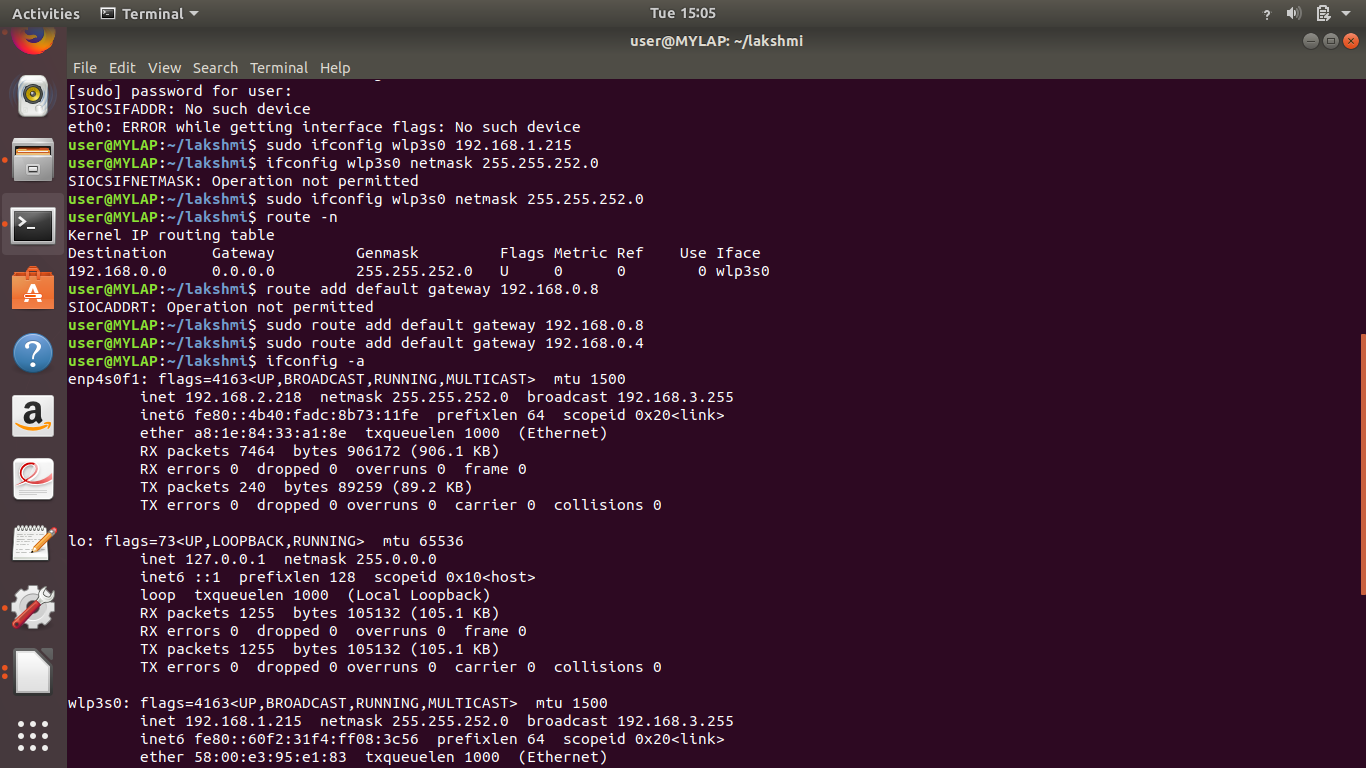 Activities Terminal Tue 15:05 ?
user@MYLAP: ~/lakshmi
File Edit View Search Terminal Help
[sudo] password for user:
SIOCSIFADDR: No such device
eth0: ERROR while getting interface flags: No such device
user@MYLAP:~/lakshmi$ sudo ifconfig wlp3s0 192.168.1.215
user@MYLAP:~/lakshmi$ ifconfig wlp3s0 netmask 255.255.252.0
SIOCSIFNETMASK: Operation not permitted
user@MYLAP:~/lakshmi$ sudo ifconfig wlp3s0 netmask 255.255.252.0
user@MYLAP:~/lakshmi$ route -n
Kernel IP routing table
Destination     Gateway         Genmask         Flags Metric Ref    Use Iface
192.168.0.0     0.0.0.0         255.255.252.0   U     0      0        0 wlp3s0
user@MYLAP:~/lakshmi$ route add default gateway 192.168.0.8
SIOCADDRT: Operation not permitted
user@MYLAP:~/lakshmi$ sudo route add default gateway 192.168.0.8
user@MYLAP:~/lakshmi$ sudo route add default gateway 192.168.0.4
user@MYLAP:~/lakshmi$ ifconfig -a
enp4s0f1: flags=4163<UP,BROADCAST,RUNNING,MULTICAST>  mtu 1500
        inet 192.168.2.218  netmask 255.255.252.0  broadcast 192.168.3.255
        inet6 fe80::4b40:fadc:8b73:11fe  prefixlen 64  scopeid 0x20<link>
        ether a8:1e:84:33:a1:8e  txqueuelen 1000  (Ethernet)
        RX packets 7464  bytes 906172 (906.1 KB)
        RX errors 0  dropped 0  overruns 0  frame 0
        TX packets 240  bytes 89259 (89.2 KB)
        TX errors 0  dropped 0 overruns 0  carrier 0  collisions 0
lo: flags=73<UP,LOOPBACK,RUNNING>  mtu 65536
        inet 127.0.0.1  netmask 255.0.0.0
        inet6 ::1  prefixlen 128  scopeid 0x10<host>
        loop  txqueuelen 1000  (Local Loopback)
        RX packets 1255  bytes 105132 (105.1 KB)
        RX errors 0  dropped 0  overruns 0  frame 0
        TX packets 1255  bytes 105132 (105.1 KB)
        TX errors 0  dropped 0 overruns 0  carrier 0  collisions 0
wlp3s0: flags=4163<UP,BROADCAST,RUNNING,MULTICAST>  mtu 1500
        inet 192.168.1.215  netmask 255.255.252.0  broadcast 192.168.3.255
        inet6 fe80::60f2:31f4:ff08:3c56  prefixlen 64  scopeid 0x20<link>
        ether 58:00:e3:95:e1:83  txqueuelen 1000  (Ethernet)